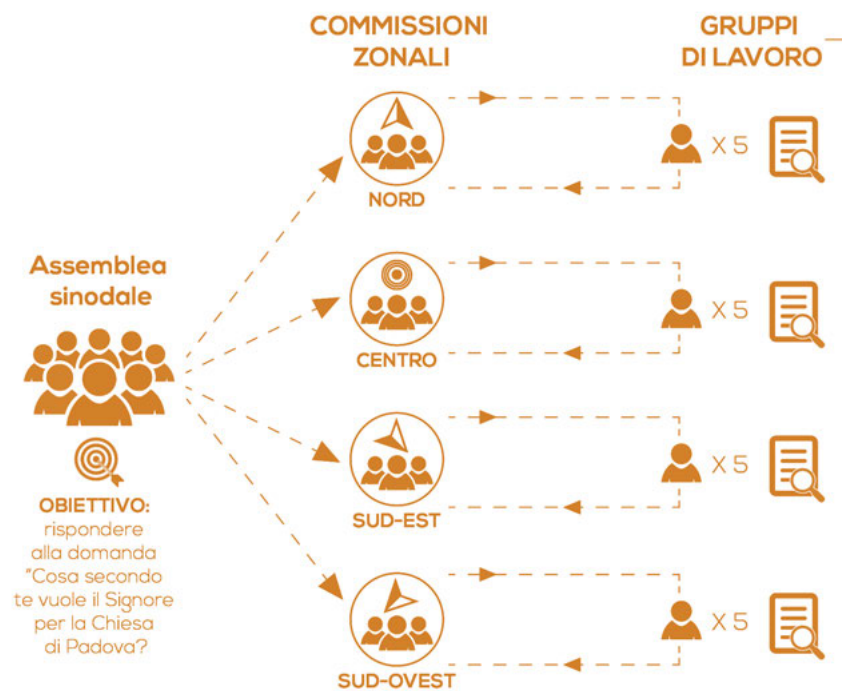 COMMISSIONI
ZONALI
GRUPPI
DI LAVORO
NORD
X 5
Assemblea
sinodale
CENTRO
X 5
OBIETTIVO:
rispondere
alla domanda
"Cosa secondo
te vuole il Signore
per la Chiesa
di Padova?
SUD-EST
X 5
SUD-OVEST
X 5